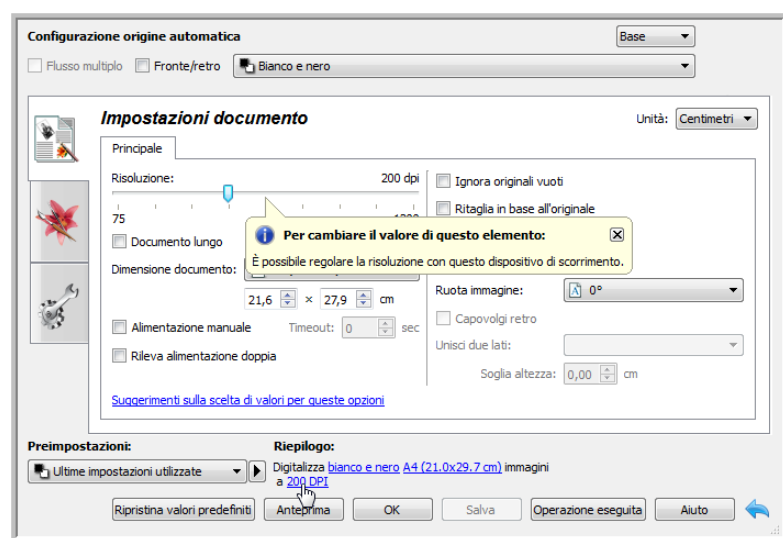 Configurazione origine automatica
Base
Flusso multiplo
Fronte/retro
Bianco e nero
Impostazioni documento
Unità:
Centimetri
Principale
Risoluzione:
200 dpi
75
Ignora originali vuoti
Ritaglia in base all'originale
Documento lungo
Per cambiare il valore di questo elemento:
È possibile regolare la risoluzione con questo dispositivo di scorrimento.
Dimensione documento:
21,6 × 27,9 cm
Ruota immagine:
0°
Alimentazione manuale
Timeout: 0 sec
Capovolgi retro
Rileva alimentazione doppia
Unisci due lati:
Soglia altezza: 0,00 cm
Suggerimenti sulla scelta di valori per queste opzioni
Preimpostazioni:
Riepilogo:
Ultime impostazioni utilizzate
Digitalizza bianco e nero A4 (21.0x29.7 cm) immagini
a 200 DPI
Ripristina valori predefiniti
Anteprima
OK
Salva
Operazione eseguita
Aiuto